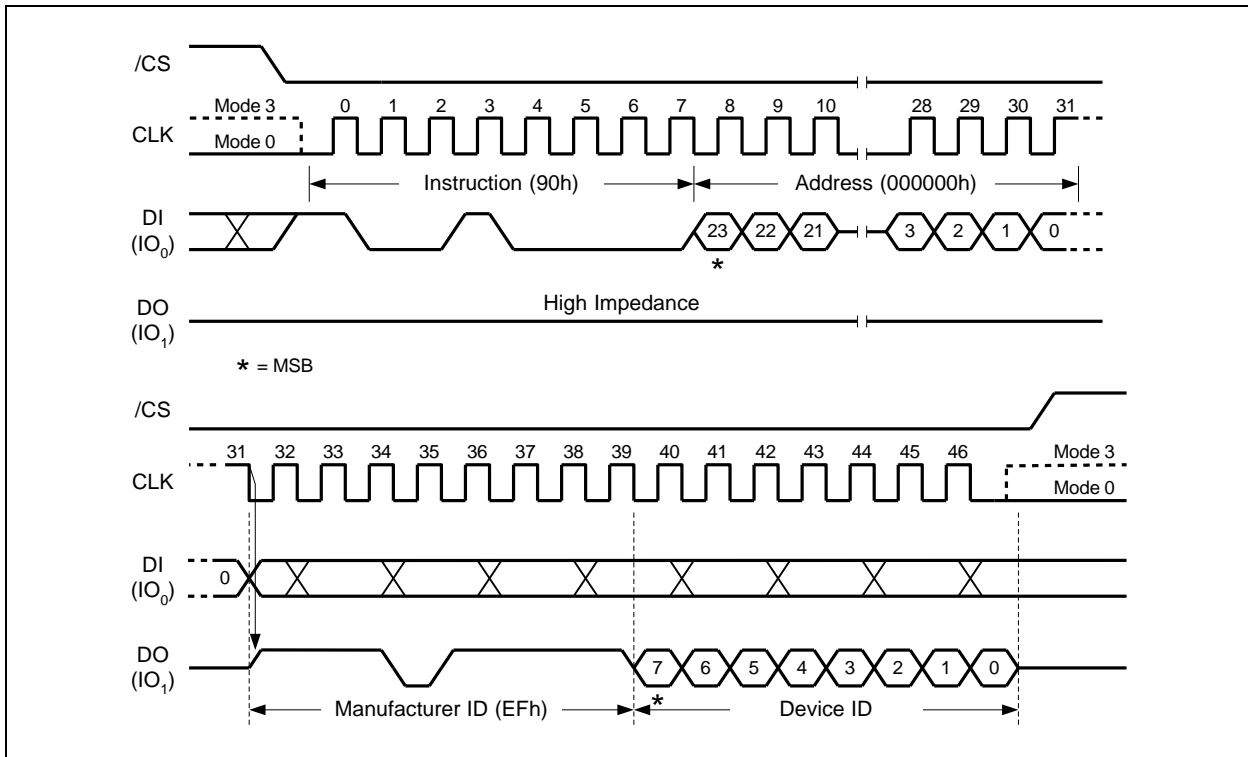 /CS
Mode 3
0 1 2 3 4 5 6 7 8 9 10 28 29 30 31
CLK
Mode 0
Instruction (90h) Address (000000h)
DI
(IO0)
23 22 21 3 2 1 0
*
High Impedance
DO
(IO1)
* = MSB
/CS
31 32 33 34 35 36 37 38 39 40 41 42 43 44 45 46
Mode 3
CLK
Mode 0
DI
(IO0)
0
DO
(IO1)
7 6 5 4 3 2 1 0
*
Manufacturer ID (EFh) Device ID